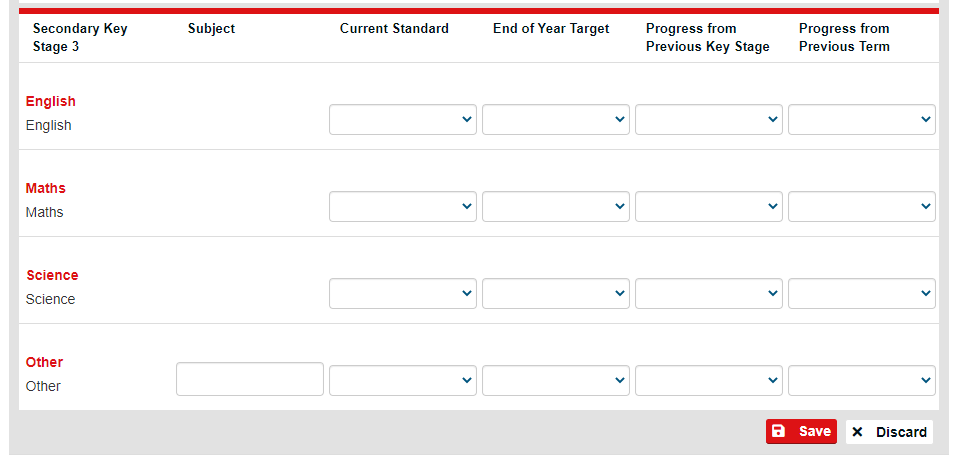 Secondary Key
Stage 3
Subject
Current Standard
End of Year Target
Progress from
Previous Key Stage
Progress from
Previous Term
English
English
Maths
Maths
Science
Science
Other
Other
Save
Discard